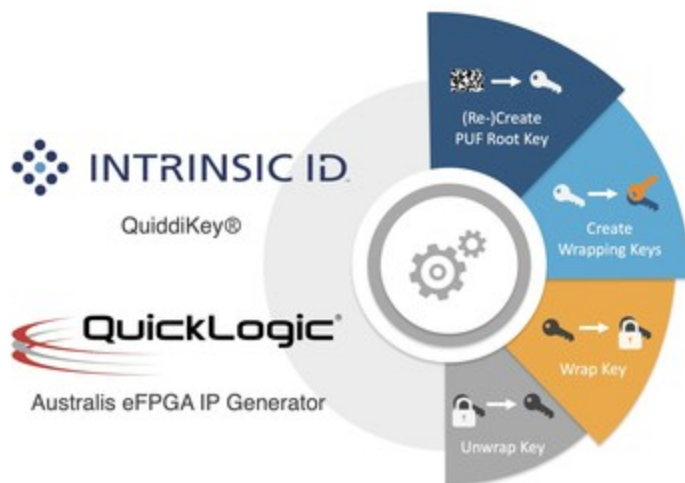 INTRINSIC ID
QuiddiKey®
QuickLogic®
Australis eFPGA IP Generator
(Re-)Create
PUF Root Key
Create
Wrapping Keys
Wrap Key
Unwrap Key